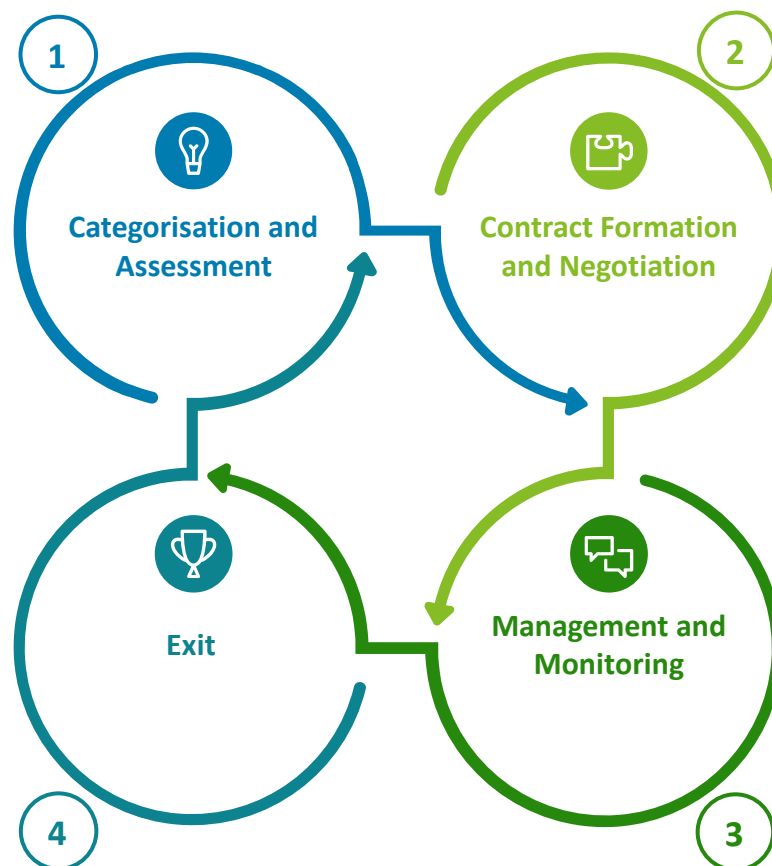 1
Categorisation and
Assessment
2
Contract Formation
and Negotiation
3
Management and
Monitoring
4
Exit